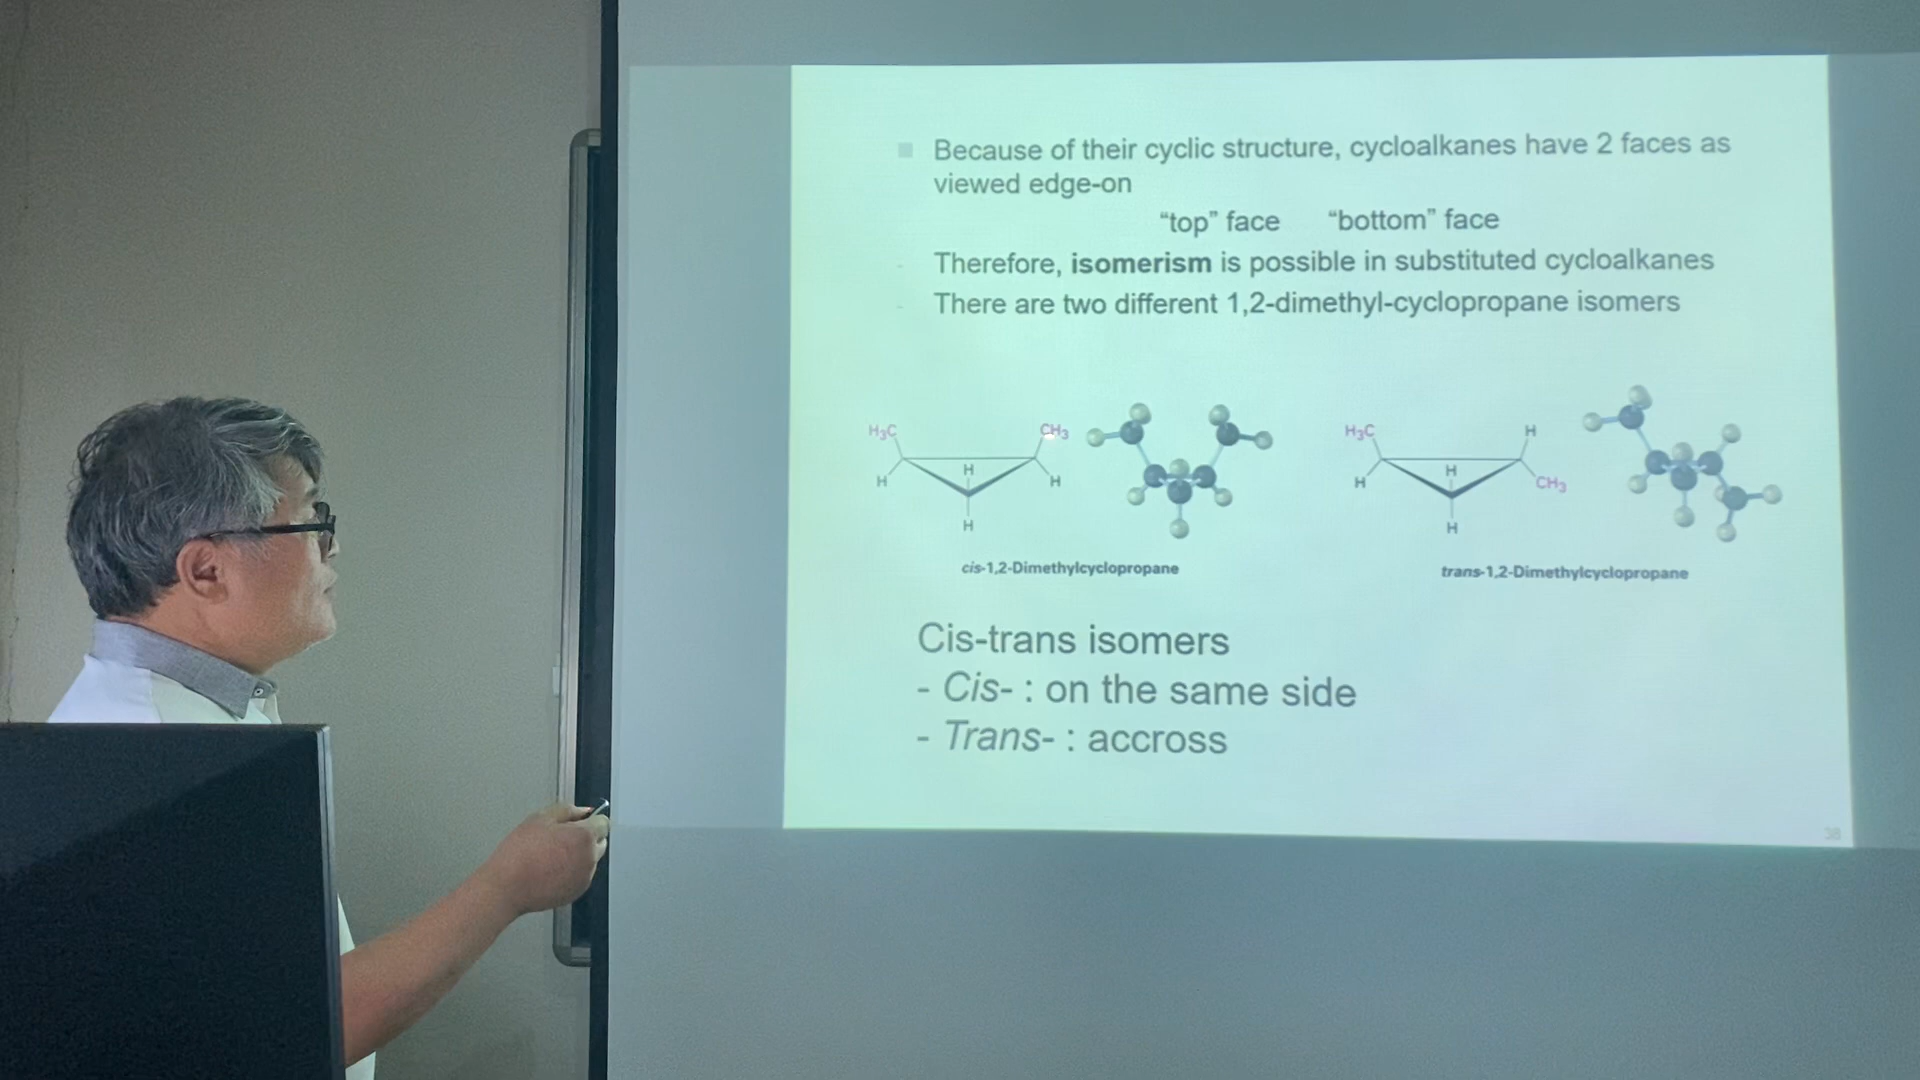 Because of their cyclic structure, cycloalkanes have 2 faces as
viewed edge-on
“top” face “bottom” face
- Therefore, isomerism is possible in substituted cycloalkanes
- There are two different 1,2-dimethyl-cyclopropane isomers
H₃C CH₃ H₃C H
H H H H H CH₃
H H
cis-1,2-Dimethylcyclopropane trans-1,2-Dimethylcyclopropane
Cis-trans isomers
- Cis- : on the same side
- Trans- : accross
38